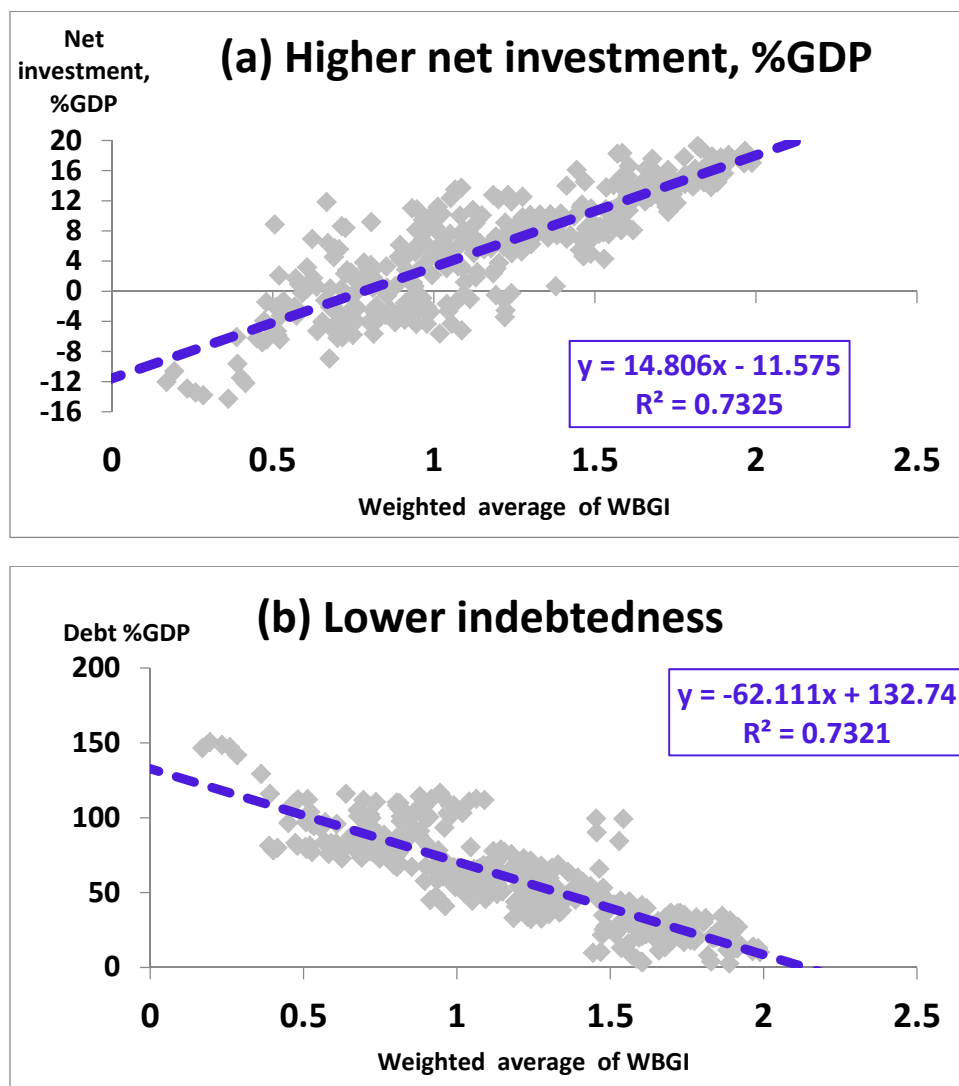 Net
investment,
%GDP
(a) Higher net investment, %GDP
20
16
12
8
4
0
-4
-8
-12
-16
y = 14.806x - 11.575
R² = 0.7325
0 0.5 1 1.5 2 2.5
Weighted average of WBGI
(b) Lower indebtedness
Debt %GDP
200
150
100
50
0
y = -62.111x + 132.74
R² = 0.7321
0 0.5 1 1.5 2 2.5
Weighted average of WBGI